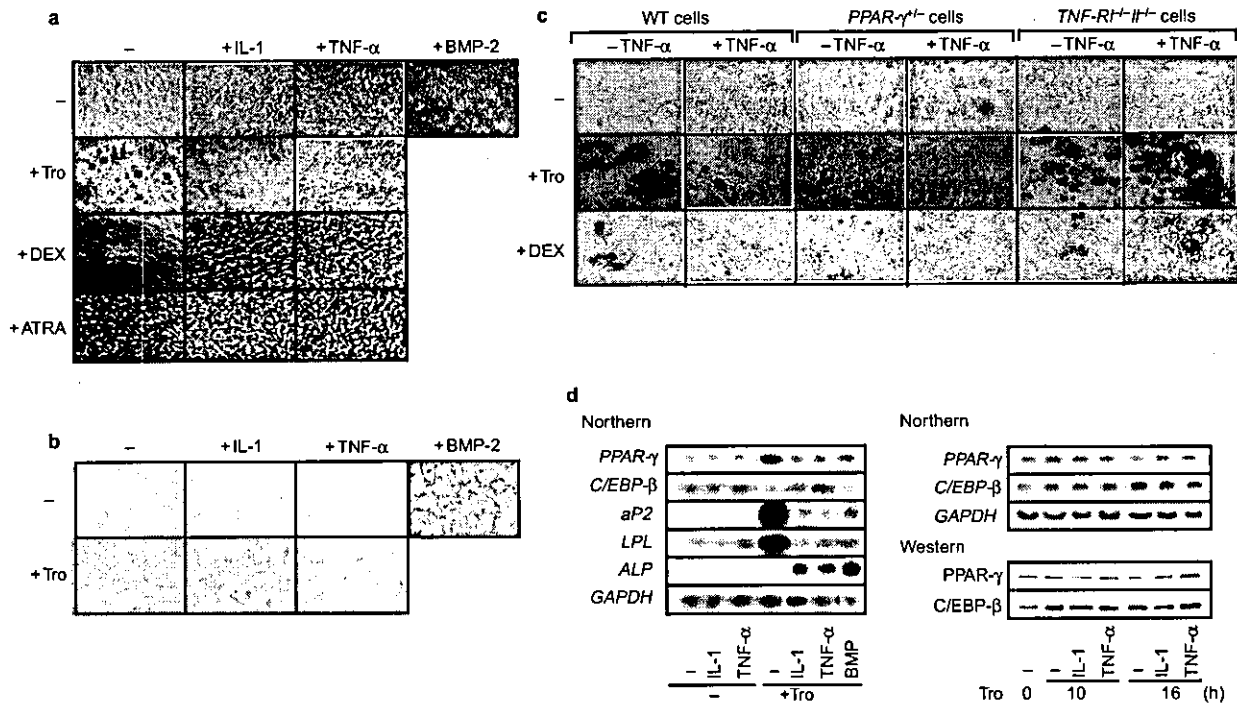 a
– +IL-1 +TNF-α +BMP-2
–
+Tro
+DEX
+ATRA
b
– +IL-1 +TNF-α +BMP-2
–
+Tro
c
WT cells PPAR-γ+/– cells TNF-RI–/–II–/– cells
–TNF-α +TNF-α –TNF-α +TNF-α –TNF-α +TNF-α
–
+Tro
+DEX
d
Northern
PPAR-γ
C/EBP-β
aP2
LPL
ALP
GAPDH
– IL-1 TNF-α – IL-1 TNF-α BMP
– +Tro
Northern
PPAR-γ
C/EBP-β
GAPDH
Western
PPAR-γ
C/EBP-β
– – IL-1 TNF-α – IL-1 TNF-α
Tro 0 10 16 (h)